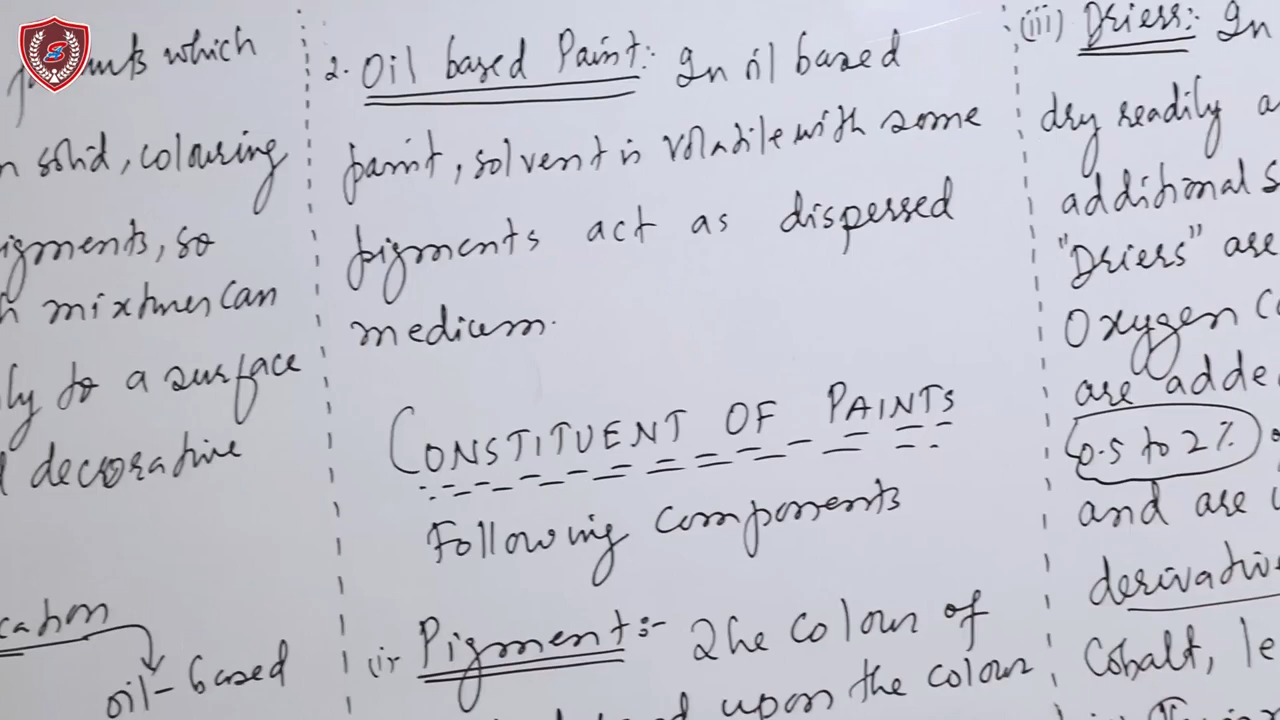 which
solid, colouring
so
mixtures can
to a surface
decorative
oil-based
2. Oil based Paint:- In oil based
paint, solvent is volatile with some
pigments act as dispessed
medium.
CONSTITUENT OF PAINTS
Following components
(i) Pigment:- The colour of
upon the colour
(iii) Driers:- In
dry readily
additional
"Driers" are
Oxygen
are adde
0.5 to 2%
and are
derivative
Cobalt, le